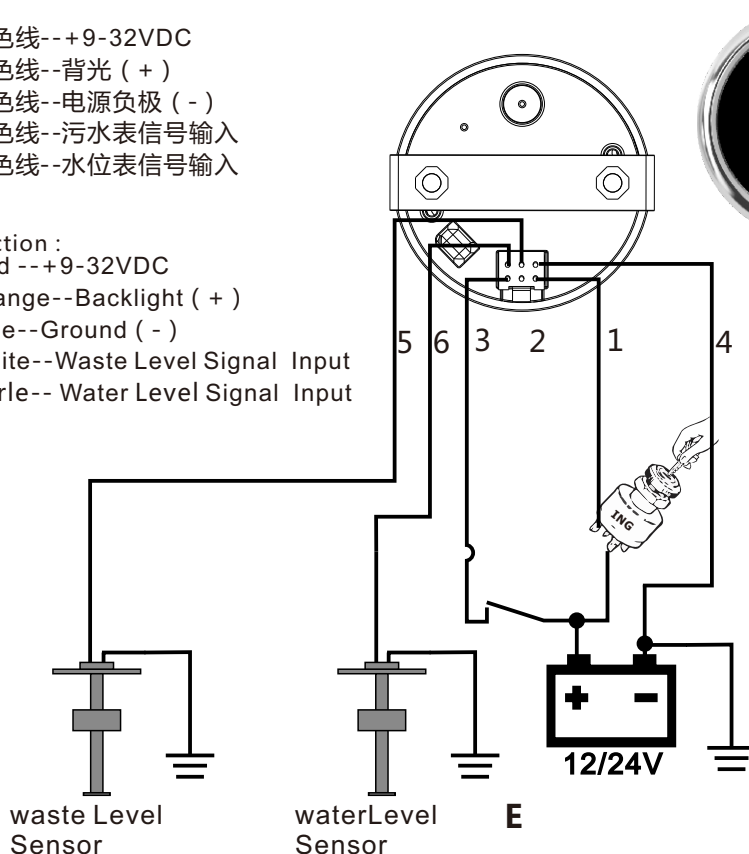 色线--+9-32VDC
色线--背光 ( + )
色线--电源负极 ( - )
色线--污水表信号输入
色线--水位表信号输入
ction :
d --+9-32VDC
ange--Backlight ( + )
e--Ground ( - )
ite--Waste Level Signal Input
rle-- Water Level Signal Input
5 6 3 2 1 4
ING
+ -
12/24V
waste Level
Sensor
waterLevel
Sensor
E